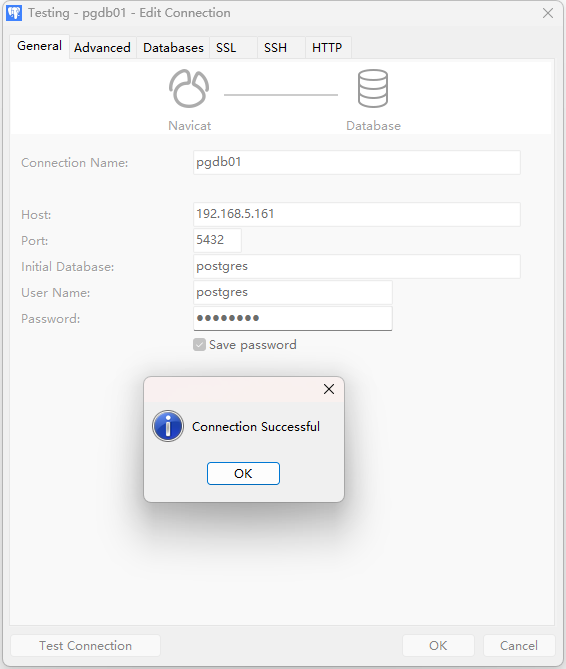 Testing - pgdb01 - Edit Connection
General Advanced Databases SSL SSH HTTP
Navicat Database
Connection Name: pgdb01
Host: 192.168.5.161
Port: 5432
Initial Database: postgres
User Name: postgres
Password: ●●●●●●●●
Save password
Connection Successful
OK
Test Connection OK Cancel